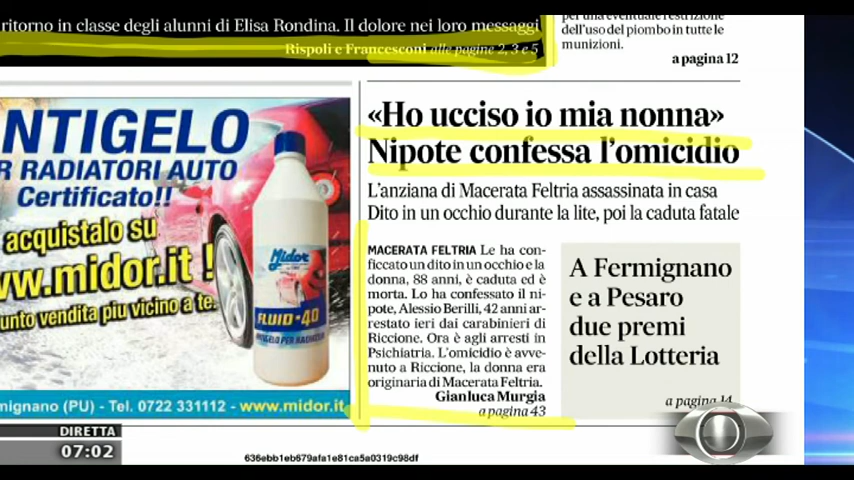 ritorno in classe degli alunni di Elisa Rondina. Il dolore nei loro messaggi
Rispoli e Francesconi alle pagine 2, 3 e 5
per una eventuale restrizione
dell'uso del piombo in tutte le
munizioni.
a pagina 12
NTIGELO
R RADIATORI AUTO
Certificato!!
acquistalo su
ww.midor.it !
unto vendita piu vicino a te.
Midor
FLUID-40
ANTIGELO PER RADIATORI
mignano (PU) - Tel. 0722 331112 - www.midor.it
«Ho ucciso io mia nonna»
Nipote confessa l'omicidio
L'anziana di Macerata Feltria assassinata in casa
Dito in un occhio durante la lite, poi la caduta fatale
MACERATA FELTRIA Le ha con-
ficcato un dito in un occhio e la
donna, 88 anni, è caduta ed è
morta. Lo ha confessato il ni-
pote, Alessio Berilli, 42 anni ar-
restato ieri dai carabinieri di
Riccione. Ora è agli arresti in
Psichiatria. L'omicidio è avve-
nuto a Riccione, la donna era
originaria di Macerata Feltria.
Gianluca Murgia
a pagina 43
A Fermignano
e a Pesaro
due premi
della Lotteria
a pagina 14
DIRETTA
07:02
636ebb1eb679afa1e81ca5a0319c98df